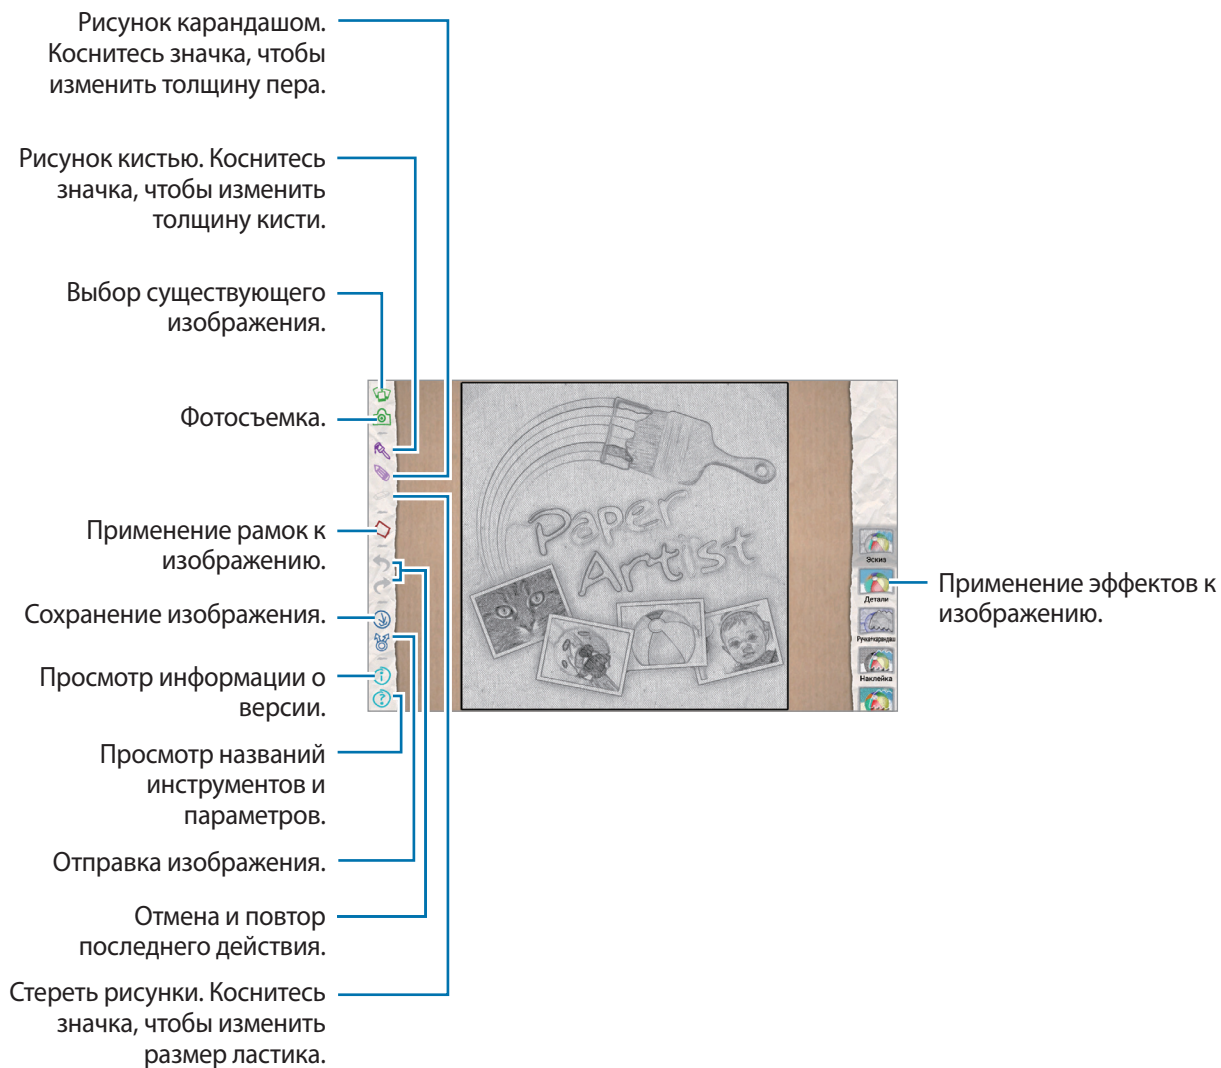 Рисунок карандашом.
Коснитесь значка, чтобы
изменить толщину пера.
Рисунок кистью. Коснитесь
значка, чтобы изменить
толщину кисти.
Выбор существующего
изображения.
Фотосъемка.
Применение рамок к
изображению.
Сохранение изображения.
Просмотр информации о
версии.
Просмотр названий
инструментов и
параметров.
Отправка изображения.
Отмена и повтор
последнего действия.
Стереть рисунки. Коснитесь
значка, чтобы изменить
размер ластика.
Paper
Artist
Эскиз
Детали
Ручка+каранд
Наклейка
Применение эффектов к
изображению.